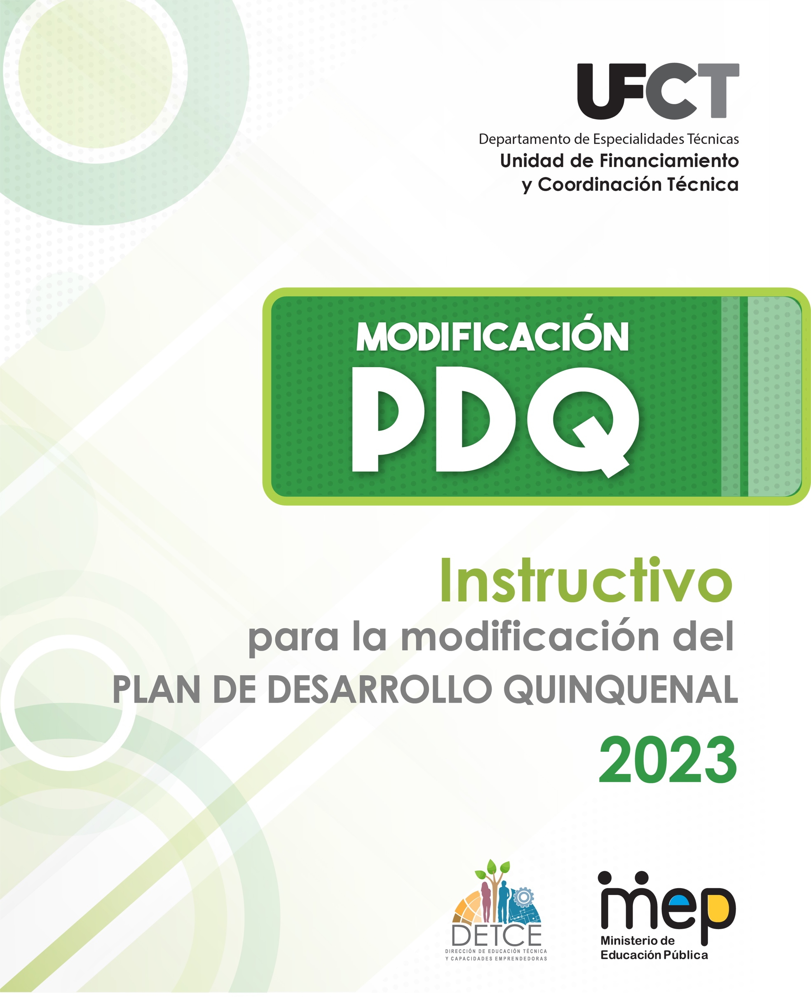 UFCT
Departamento de Especialidades Técnicas
Unidad de Financiamiento
y Coordinación Técnica
MODIFICACIÓN
PDQ
Instructivo
para la modificación del
PLAN DE DESARROLLO QUINQUENAL
2023
DETCE
DIRECCIÓN DE EDUCACIÓN TÉCNICA
Y CAPACIDADES EMPRENDEDORAS
mep
Ministerio de
Educación Pública